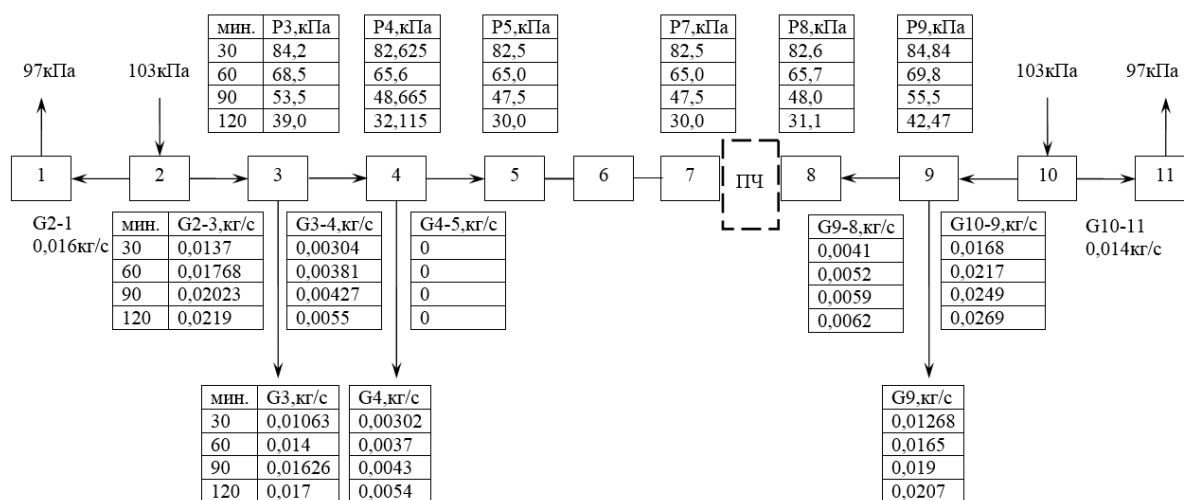 мин. P3,кПа P4,кПа P5,кПа P7,кПа P8,кПа P9,кПа
30 84,2 82,625 82,5 82,5 82,6 84,84
60 68,5 65,6 65,0 65,0 65,7 69,8
90 53,5 48,665 47,5 47,5 48,0 55,5
120 39,0 32,115 30,0 30,0 31,1 42,47
97кПа 103кПа 103кПа 97кПа
1 2 3 4 5 6 7 ПЧ 8 9 10 11
G2-1
0,016кг/с
мин. G2-3,кг/с G3-4,кг/с G4-5,кг/с
30 0,0137 0,00304 0
60 0,01768 0,00381 0
90 0,02023 0,00427 0
120 0,0219 0,0055 0
G9-8,кг/с G10-9,кг/с
0,0041 0,0168
0,0052 0,0217
0,0059 0,0249
0,0062 0,0269
G10-11
0,014кг/с
мин. G3,кг/с G4,кг/с
30 0,01063 0,00302
60 0,014 0,0037
90 0,01626 0,0043
120 0,017 0,0054
G9,кг/с
0,01268
0,0165
0,019
0,0207